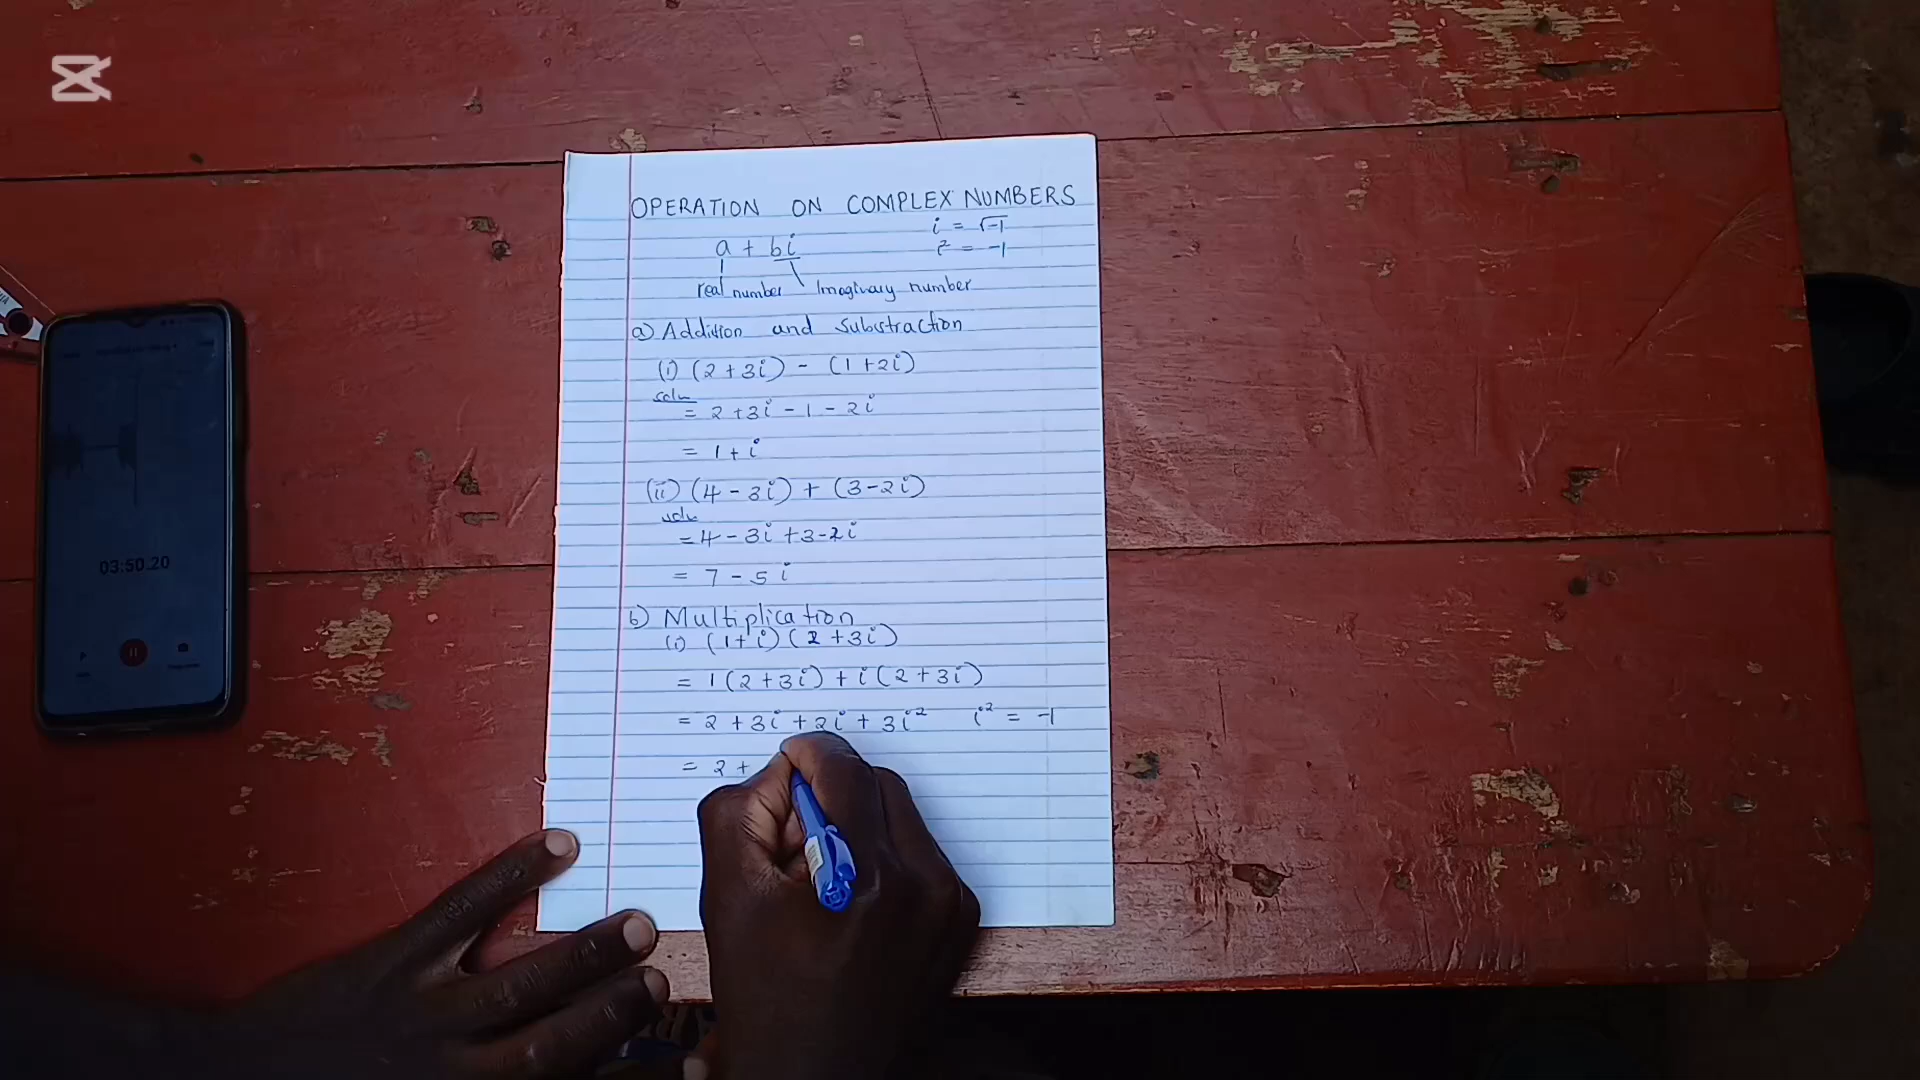 OPERATION ON COMPLEX NUMBERS
i = √-1
a + bi
i² = -1
real number Imaginary number
a) Addition and Substraction
(i) (2 + 3i) - (1 + 2i)
soln
= 2 + 3i - 1 - 2i
= 1 + i
(ii) (4 - 3i) + (3 - 2i)
soln
= 4 - 3i + 3 - 2i
= 7 - 5i
b) Multiplication
(i) (1 + i) (2 + 3i)
= 1(2 + 3i) + i(2 + 3i)
= 2 + 3i + 2i + 3i² i² = -1
= 2 +
03:50.20